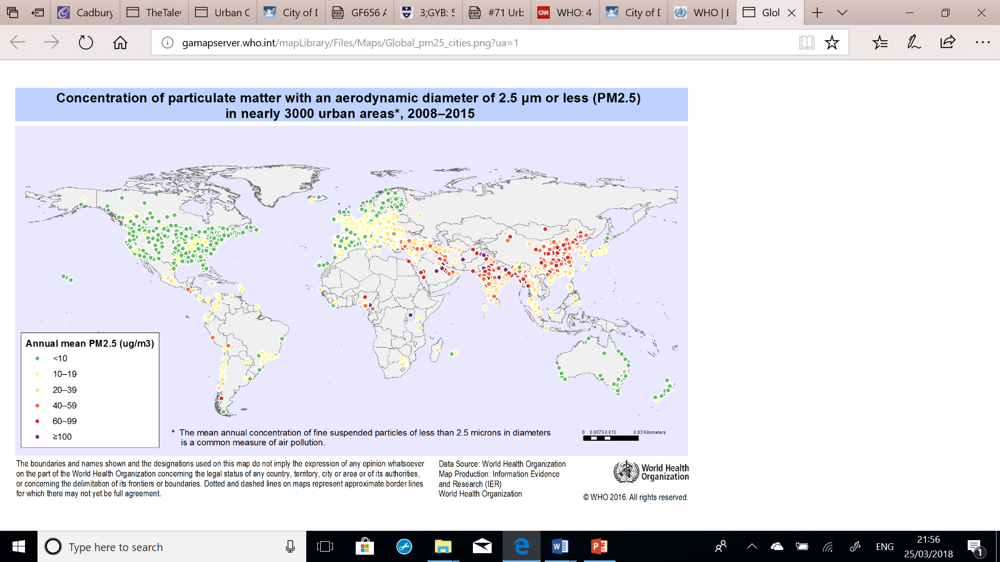 Cadbury
TheTale
Urban C
City of D
GF656 A
3;GYB: 5
#71 Urb
WHO: 4
City of D
WHO | E
Glol
gamapserver.who.int/mapLibrary/Files/Maps/Global_pm25_cities.png?ua=1
Concentration of particulate matter with an aerodynamic diameter of 2.5 µm or less (PM2.5)
in nearly 3000 urban areas*, 2008–2015
Annual mean PM2.5 (ug/m3)
<10
10–19
20–39
40–59
60–99
≥100
* The mean annual concentration of fine suspended particles of less than 2.5 microns in diameters
is a common measure of air pollution.
0 0.0075 0.015 0.03 Kilometers
The boundaries and names shown and the designations used on this map do not imply the expression of any opinion whatsoever
on the part of the World Health Organization concerning the legal status of any country, territory, city or area or of its authorities,
or concerning the delimitation of its frontiers or boundaries. Dotted and dashed lines on maps represent approximate border lines
for which there may not yet be full agreement.
Data Source: World Health Organization
Map Production: Information Evidence
and Research (IER)
World Health Organization
World Health
Organization
© WHO 2016. All rights reserved.
Type here to search
ENG
21:56
25/03/2018
1